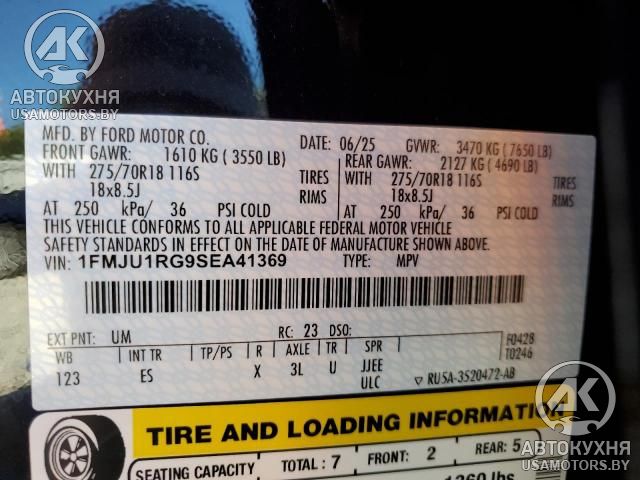 AK
АВТОКУХНЯ
USAMOTORS.BY
MFD. BY FORD MOTOR CO.
DATE: 06/25 GVWR: 3470 KG ( 7650 LB)
FRONT GAWR: 1610 KG ( 3550 LB)
REAR GAWR: 2127 KG ( 4690 LB)
WITH 275/70R18 116S TIRES
WITH 275/70R18 116S TIRES
18x8.5J RIMS
18x8.5J RIMS
AT 250 kPa/ 36 PSI COLD
AT 250 kPa/ 36 PSI COLD
THIS VEHICLE CONFORMS TO ALL APPLICABLE FEDERAL MOTOR VEHICLE
SAFETY STANDARDS IN EFFECT ON THE DATE OF MANUFACTURE SHOWN ABOVE.
VIN: 1FMJU1RG9SEA41369 TYPE: MPV
EXT PNT: UM RC: 23 DSO:
WB INT TR TP/PS R AXLE TR SPR
F0428
T0246
123 ES X 3L U JJEE
ULC ▽ RU5A-3520472-AB
TIRE AND LOADING INFORMATION
SEATING CAPACITY TOTAL: 7 FRONT: 2 REAR: 5
AK
АВТОКУХНЯ
USAMOTORS.BY